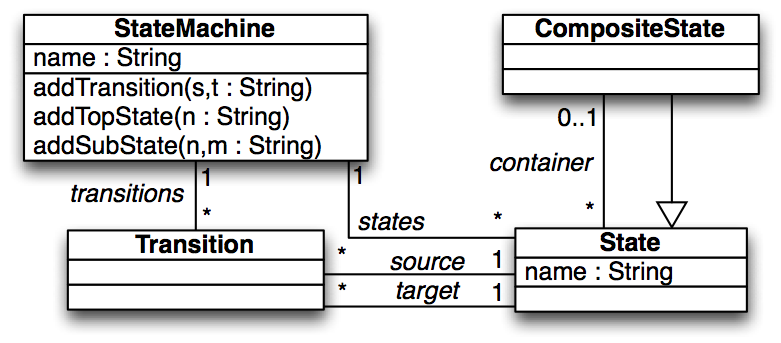 StateMachine
name : String
addTransition(s,t : String)
addTopState(n : String)
addSubState(n,m : String)
CompositeState
0..1
container
*
transitions
1
*
1
states
*
Transition
*
source
1
*
target
1
State
name : String